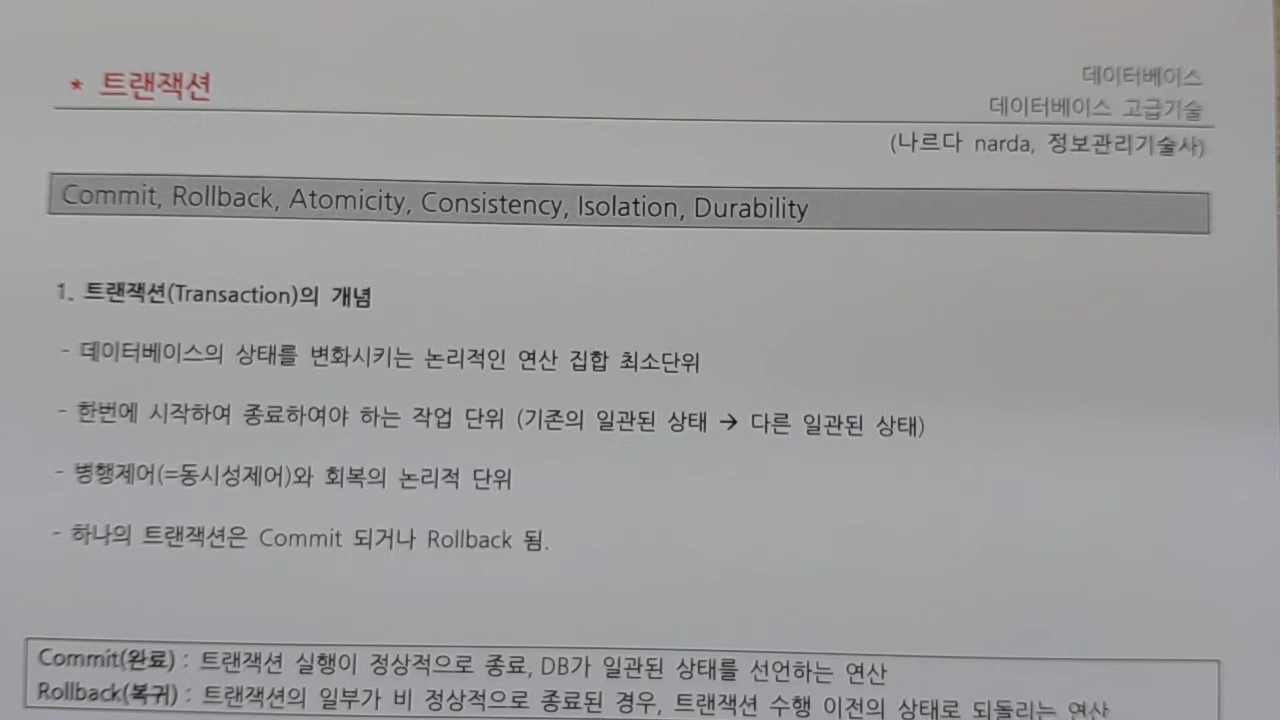 * 트랜잭션
데이터베이스
데이터베이스 고급기술
(나르다 narda, 정보관리기술사)
Commit, Rollback, Atomicity, Consistency, Isolation, Durability
1. 트랜잭션(Transaction)의 개념
- 데이터베이스의 상태를 변화시키는 논리적인 연산 집합 최소단위
- 한번에 시작하여 종료하여야 하는 작업 단위 (기존의 일관된 상태 → 다른 일관된 상태)
- 병행제어(=동시성제어)와 회복의 논리적 단위
- 하나의 트랜잭션은 Commit 되거나 Rollback 됨.
Commit(완료) : 트랜잭션 실행이 정상적으로 종료, DB가 일관된 상태를 선언하는 연산
Rollback(복귀) : 트랜잭션의 일부가 비 정상적으로 종료된 경우, 트랜잭션 수행 이전의 상태로 되돌리는 연산